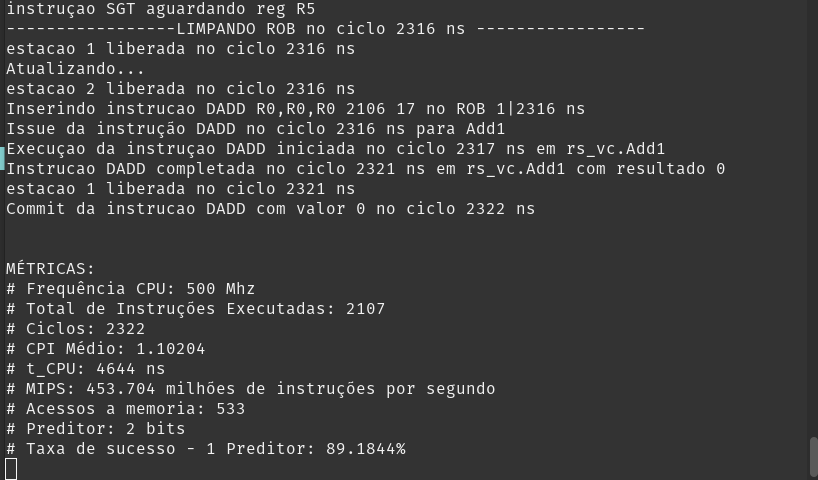 instruçao SGT aguardando reg R5
-----------------LIMPANDO ROB no ciclo 2316 ns -----------------
estacao 1 liberada no ciclo 2316 ns
Atualizando...
estacao 2 liberada no ciclo 2316 ns
Inserindo instrucao DADD R0,R0,R0 2106 17 no ROB 1|2316 ns
Issue da instrução DADD no ciclo 2316 ns para Add1
Execuçao da instruçao DADD iniciada no ciclo 2317 ns em rs_vc.Add1
Instrucao DADD completada no ciclo 2321 ns em rs_vc.Add1 com resultado 0
estacao 1 liberada no ciclo 2321 ns
Commit da instrucao DADD com valor 0 no ciclo 2322 ns
MÉTRICAS:
# Frequência CPU: 500 Mhz
# Total de Instruções Executadas: 2107
# Ciclos: 2322
# CPI Médio: 1.10204
# t_CPU: 4644 ns
# MIPS: 453.704 milhões de instruções por segundo
# Acessos a memoria: 533
# Preditor: 2 bits
# Taxa de sucesso - 1 Preditor: 89.1844%